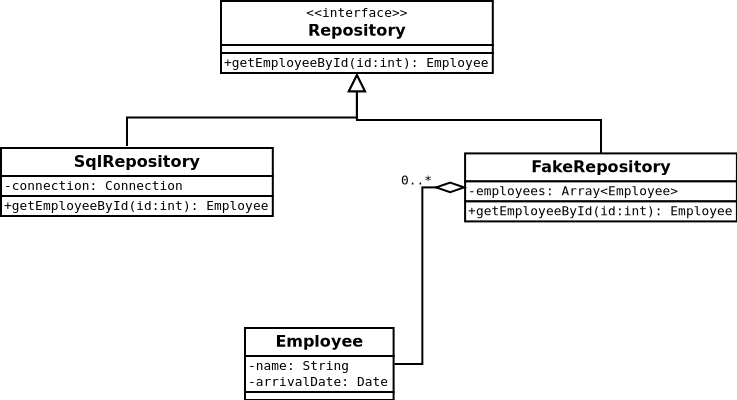 <<interface>>
Repository
+getEmployeeById(id:int): Employee
SqlRepository
-connection: Connection
+getEmployeeById(id:int): Employee
0..*
FakeRepository
-employees: Array<Employee>
+getEmployeeById(id:int): Employee
Employee
-name: String
-arrivalDate: Date